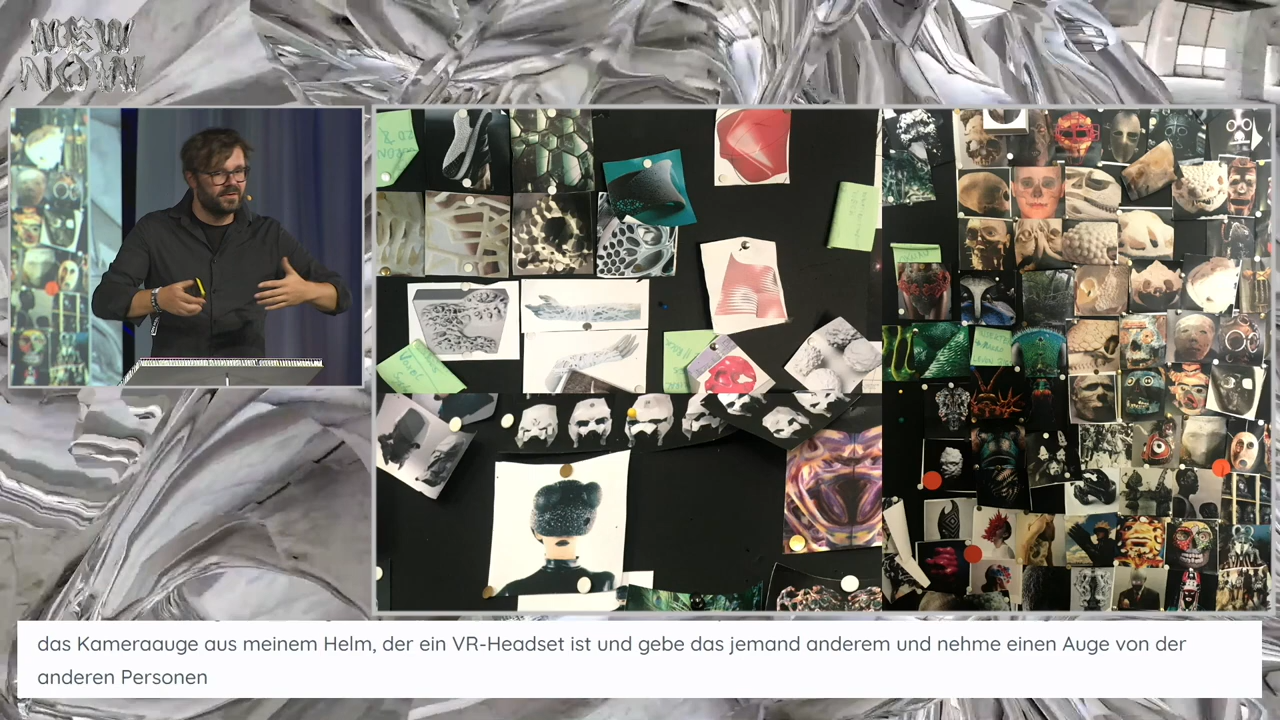 NEW
NOW
das Kameraauge aus meinem Helm, der ein VR-Headset ist und gebe das jemand anderem und nehme einen Auge von der
anderen Personen